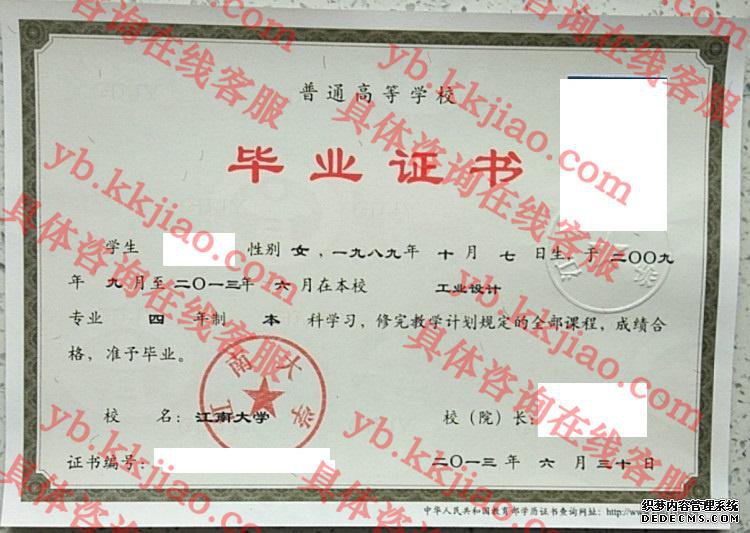 普通高等学校
毕业证书
学生 性别 女，一九八九年 十月 七 日生，于 二〇〇九
年 九 月至 二〇一三年 六 月在本校 工业设计
专业 四 年制 本 科学习，修完教学计划规定的全部课程，成绩合
格，准予毕业。
校 名：江南大学 校（院）长：
证书编号： 二〇一三 年 六 月 三十 日
中华人民共和国教育部学历证书查询网址：http://www.
江南大学
具体咨询在线客服
yb.kkjiao.com
织梦内容管理系统
DEDECMS.COM